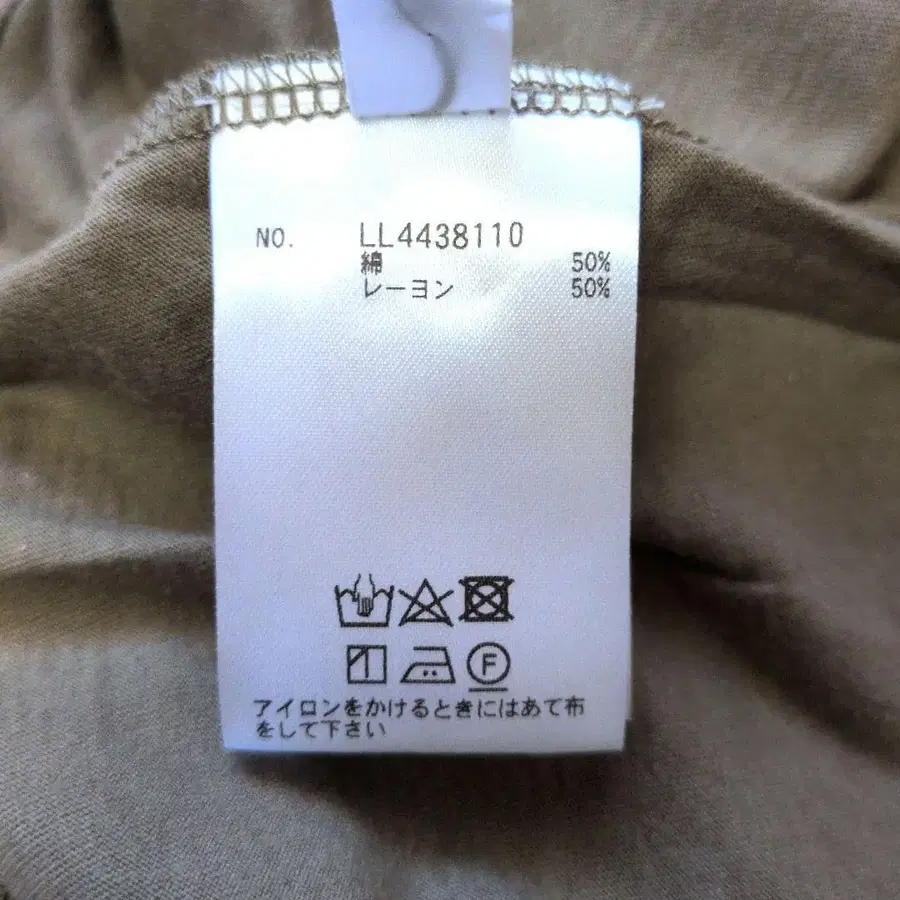 NO. LL4438110
綿 50%
レーヨン 50%
F
アイロンをかけるときにはあて布
をして下さい